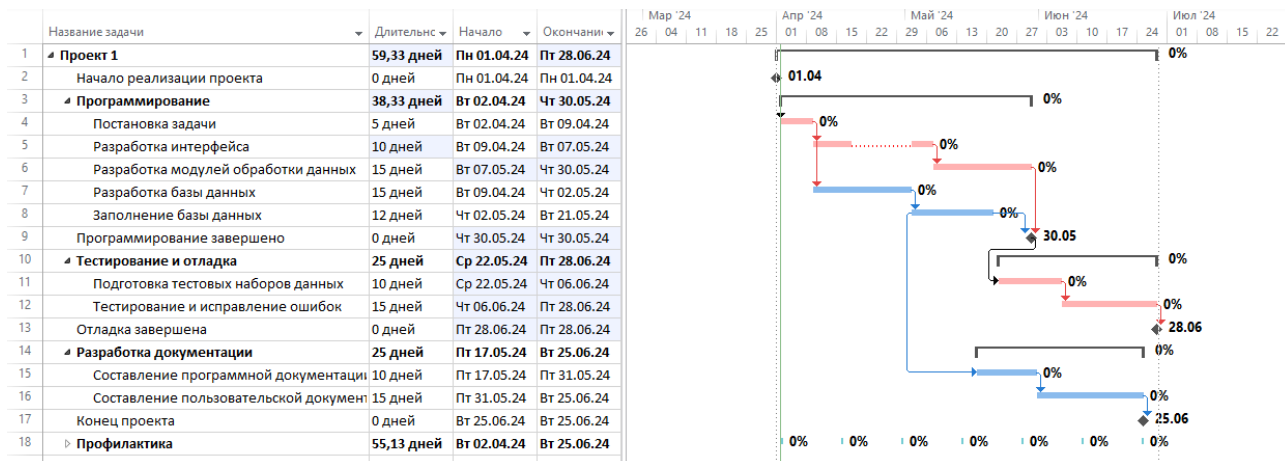 Мар '24 Апр '24 Май '24 Июн '24 Июл '24
Название задачи Длительнс Начало Окончани 26 04 11 18 25 01 08 15 22 29 06 13 20 27 03 10 17 24 01 08 15 22
1 Проект 1 59,33 дней Пн 01.04.24 Пт 28.06.24 0%
2 Начало реализации проекта 0 дней Пн 01.04.24 Пн 01.04.24 01.04
3 Программирование 38,33 дней Вт 02.04.24 Чт 30.05.24 0%
4 Постановка задачи 5 дней Вт 02.04.24 Вт 09.04.24 0%
5 Разработка интерфейса 10 дней Вт 09.04.24 Вт 07.05.24 0%
6 Разработка модулей обработки данных 15 дней Вт 07.05.24 Чт 30.05.24 0%
7 Разработка базы данных 15 дней Вт 09.04.24 Чт 02.05.24 0%
8 Заполнение базы данных 12 дней Чт 02.05.24 Вт 21.05.24 0%
9 Программирование завершено 0 дней Чт 30.05.24 Чт 30.05.24 30.05
10 Тестирование и отладка 25 дней Ср 22.05.24 Пт 28.06.24 0%
11 Подготовка тестовых наборов данных 10 дней Ср 22.05.24 Чт 06.06.24 0%
12 Тестирование и исправление ошибок 15 дней Чт 06.06.24 Пт 28.06.24 0%
13 Отладка завершена 0 дней Пт 28.06.24 Пт 28.06.24 28.06
14 Разработка документации 25 дней Пт 17.05.24 Вт 25.06.24 0%
15 Составление программной документации 10 дней Пт 17.05.24 Пт 31.05.24 0%
16 Составление пользовательской документ 15 дней Пт 31.05.24 Вт 25.06.24 0%
17 Конец проекта 0 дней Вт 25.06.24 Вт 25.06.24 25.06
18 Профилактика 55,13 дней Вт 02.04.24 Вт 25.06.24 0% 0% 0% 0% 0% 0% 0%